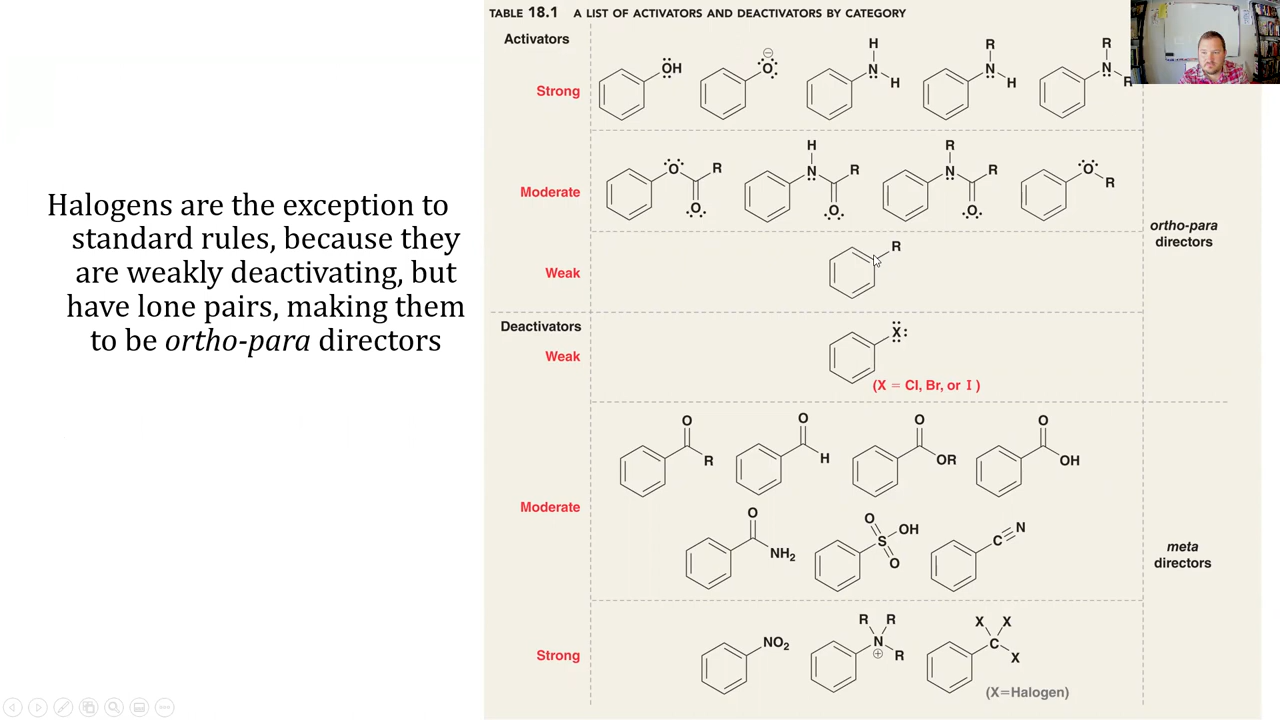 TABLE 18.1 A LIST OF ACTIVATORS AND DEACTIVATORS BY CATEGORY
Halogens are the exception to
standard rules, because they
are weakly deactivating, but
have lone pairs, making them
to be ortho-para directors
Activators
Strong
OH
O
⊖
H
N
H
R
N
H
R
N
R
Moderate
O
R
O
H
N
R
O
R
N
R
O
O
R
Weak
R
ortho-para
directors
Deactivators
Weak
X
(X = Cl, Br, or I)
Moderate
O
R
O
H
O
OR
O
OH
O
NH₂
O
S
OH
O
C
N
meta
directors
Strong
NO₂
R
R
N
⊕
R
X
X
C
X
(X=Halogen)